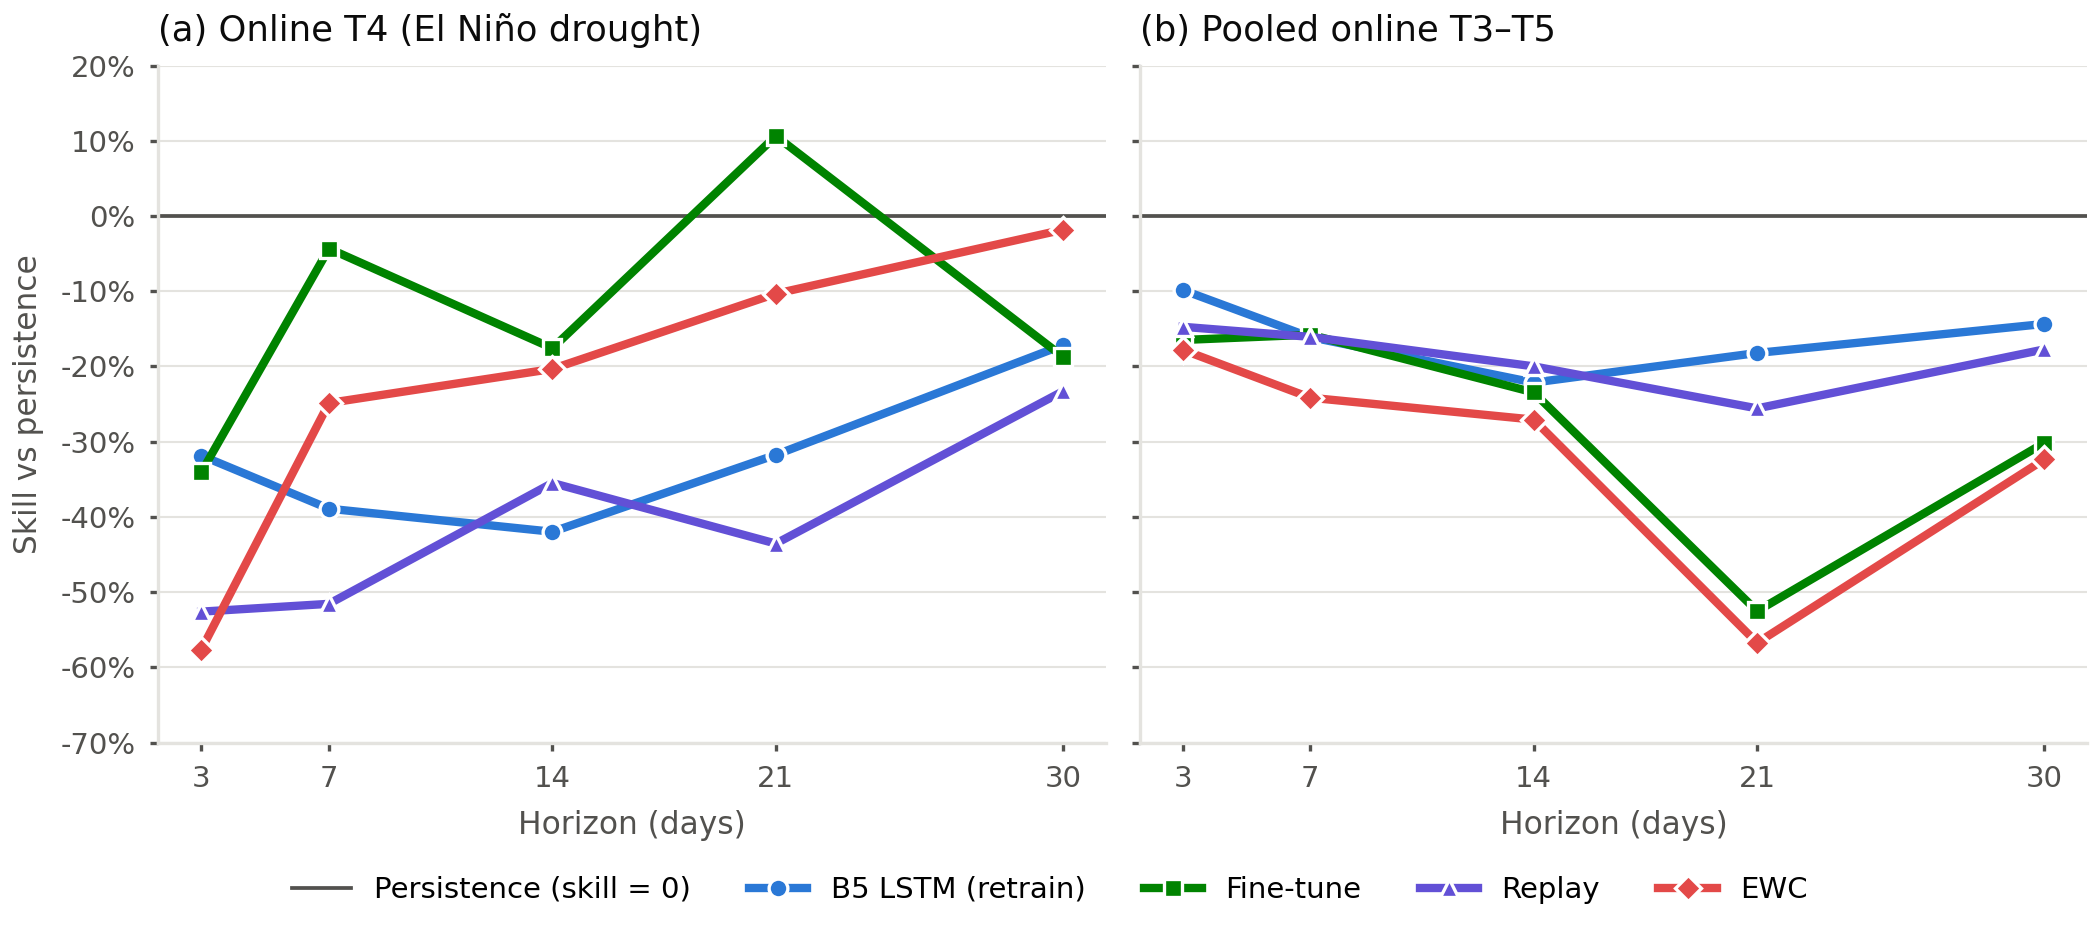 (a) Online T4 (El Niño drought)
(b) Pooled online T3–T5
Skill vs persistence
20%
10%
0%
-10%
-20%
-30%
-40%
-50%
-60%
-70%
3 7 14 21 30
3 7 14 21 30
Horizon (days)
Horizon (days)
Persistence (skill = 0) B5 LSTM (retrain) Fine-tune Replay EWC